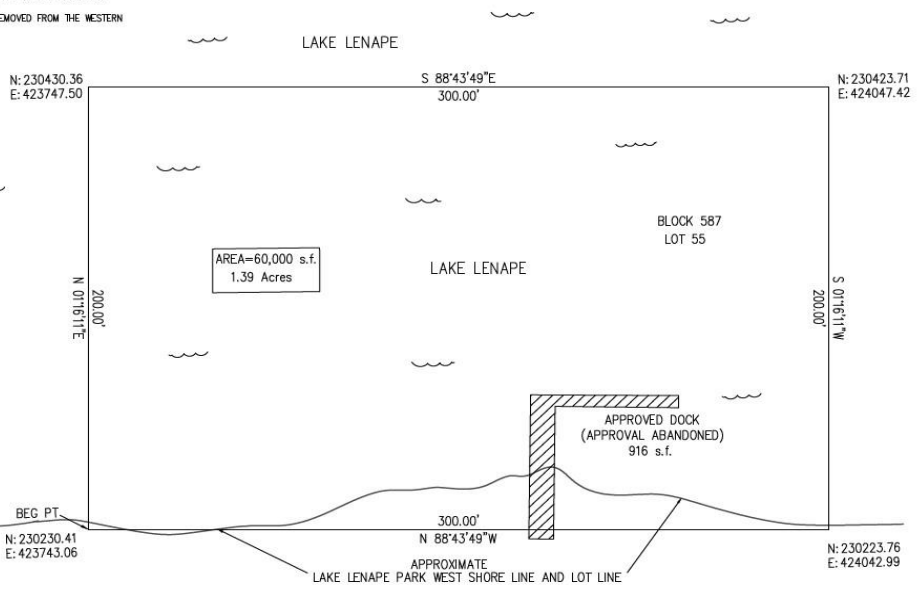 EMOVED FROM THE WESTERN
LAKE LENAPE
N: 230430.36
E: 423747.50
S 88°43'49"E
300.00'
N: 230423.71
E: 424047.42
BLOCK 587
LOT 55
AREA=60,000 s.f.
1.39 Acres
LAKE LENAPE
N 01°16'11"E
200.00'
200.00'
S 01°16'11"W
APPROVED DOCK
(APPROVAL ABANDONED)
916 s.f.
BEG PT.
N: 230230.41
E: 423743.06
300.00'
N 88°43'49"W
N: 230223.76
E: 424042.99
APPROXIMATE
LAKE LENAPE PARK WEST SHORE LINE AND LOT LINE